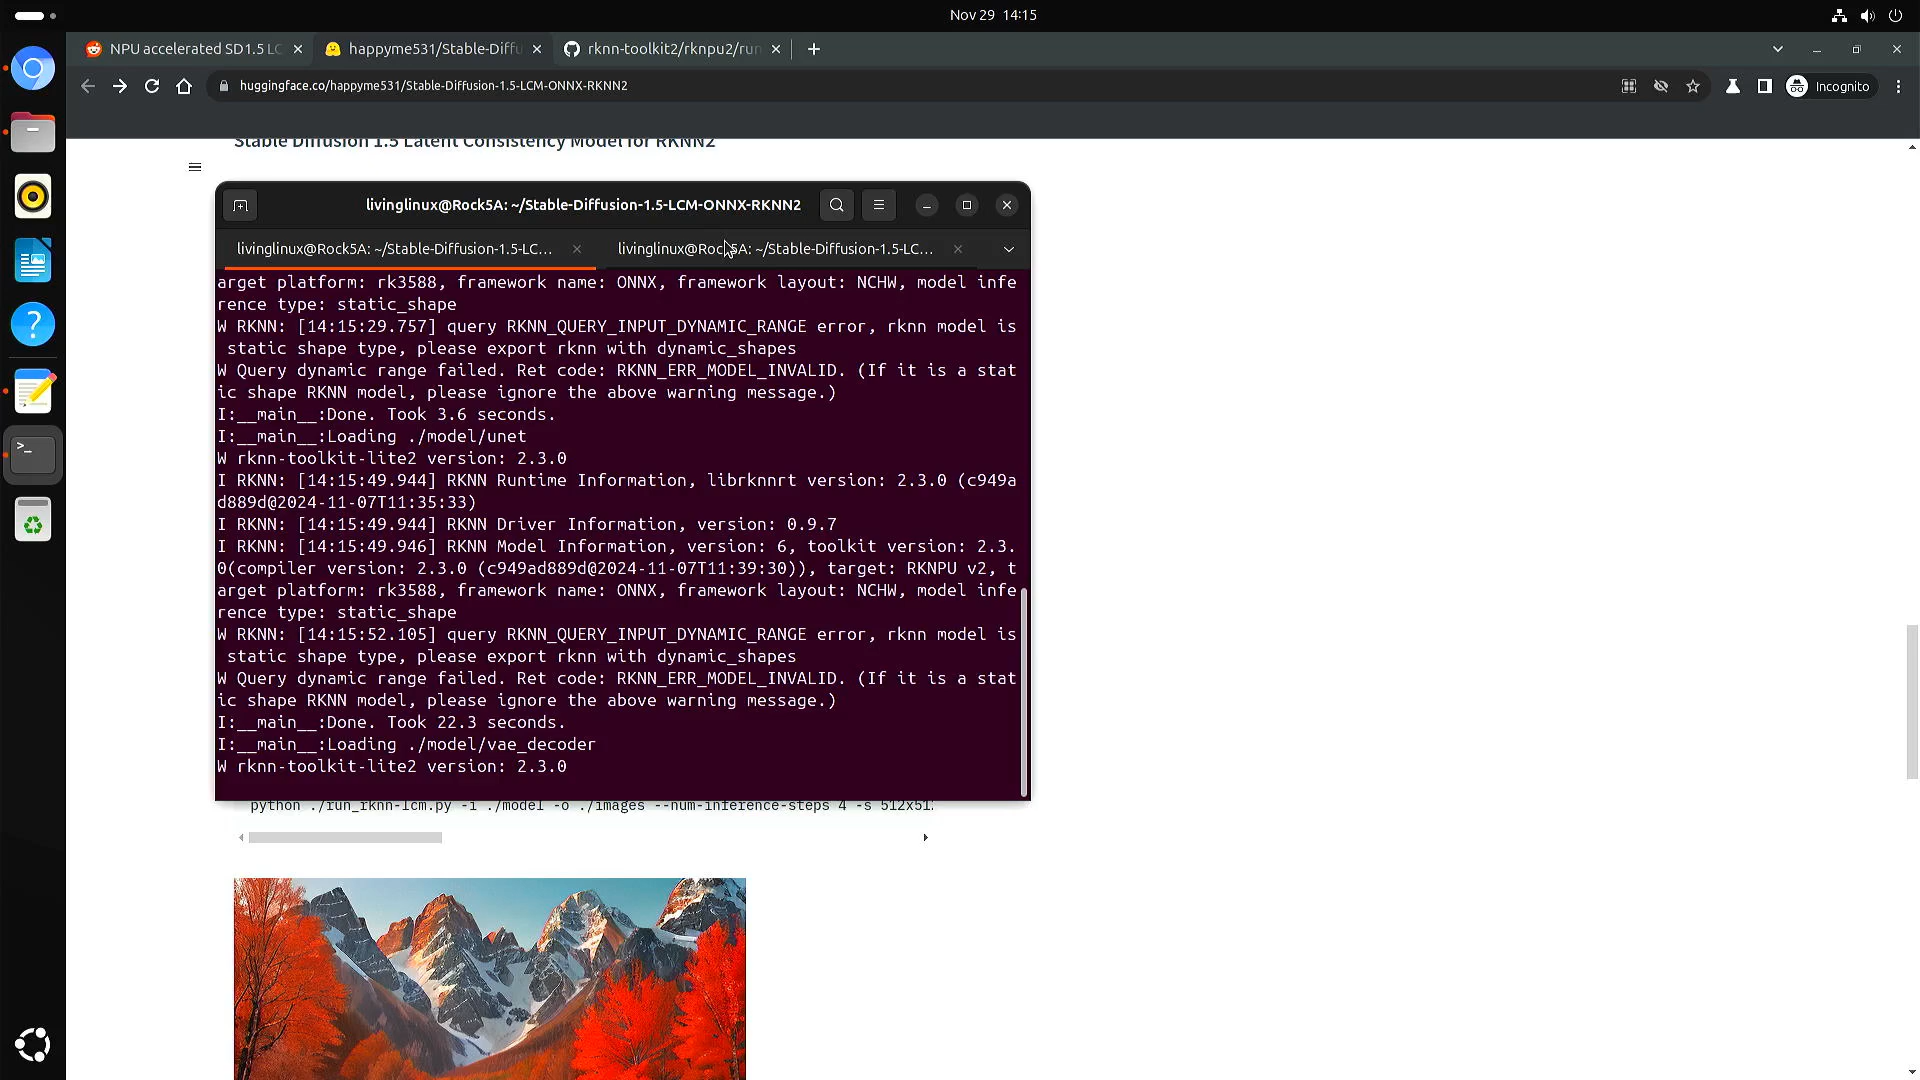 Nov 29 14:15
NPU accelerated SD1.5 LC
happyme531/Stable-Diffu
rknn-toolkit2/rknpu2/run
huggingface.co/happyme531/Stable-Diffusion-1.5-LCM-ONNX-RKNN2
Incognito
Stable Diffusion 1.5 Latent Consistency Model for RKNN2
livinglinux@Rock5A: ~/Stable-Diffusion-1.5-LCM-ONNX-RKNN2
livinglinux@Rock5A: ~/Stable-Diffusion-1.5-LC...
livinglinux@Rock5A: ~/Stable-Diffusion-1.5-LC...
arget platform: rk3588, framework name: ONNX, framework layout: NCHW, model infe
rence type: static_shape
W RKNN: [14:15:29.757] query RKNN_QUERY_INPUT_DYNAMIC_RANGE error, rknn model is
static shape type, please export rknn with dynamic_shapes
W Query dynamic range failed. Ret code: RKNN_ERR_MODEL_INVALID. (If it is a stat
ic shape RKNN model, please ignore the above warning message.)
I:__main__:Done. Took 3.6 seconds.
I:__main__:Loading ./model/unet
W rknn-toolkit-lite2 version: 2.3.0
I RKNN: [14:15:49.944] RKNN Runtime Information, librknnrt version: 2.3.0 (c949a
d889d@2024-11-07T11:35:33)
I RKNN: [14:15:49.944] RKNN Driver Information, version: 0.9.7
I RKNN: [14:15:49.946] RKNN Model Information, version: 6, toolkit version: 2.3.
0(compiler version: 2.3.0 (c949ad889d@2024-11-07T11:39:30)), target: RKNPU v2, t
arget platform: rk3588, framework name: ONNX, framework layout: NCHW, model infe
rence type: static_shape
W RKNN: [14:15:52.105] query RKNN_QUERY_INPUT_DYNAMIC_RANGE error, rknn model is
static shape type, please export rknn with dynamic_shapes
W Query dynamic range failed. Ret code: RKNN_ERR_MODEL_INVALID. (If it is a stat
ic shape RKNN model, please ignore the above warning message.)
I:__main__:Done. Took 22.3 seconds.
I:__main__:Loading ./model/vae_decoder
W rknn-toolkit-lite2 version: 2.3.0
python ./run_rknn-lcm.py -i ./model -o ./images --num-inference-steps 4 -s 512x51